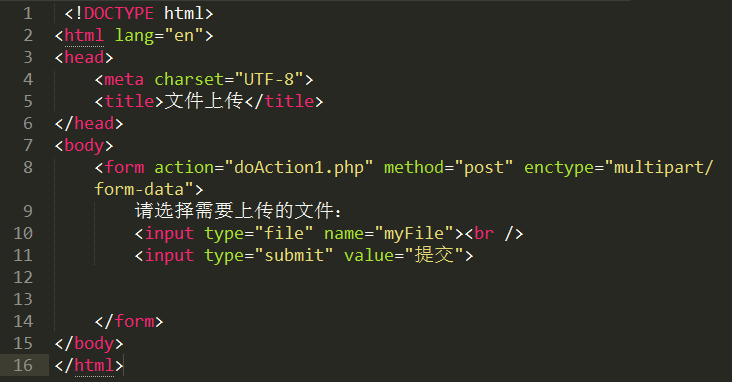 1 <!DOCTYPE html>
2 <html lang="en">
3 <head>
4 <meta charset="UTF-8">
5 <title>文件上传</title>
6 </head>
7 <body>
8 <form action="doAction1.php" method="post" enctype="multipart/
form-data">
9 请选择需要上传的文件：
10 <input type="file" name="myFile"><br />
11 <input type="submit" value="提交">
12
13
14 </form>
15 </body>
16 </html>